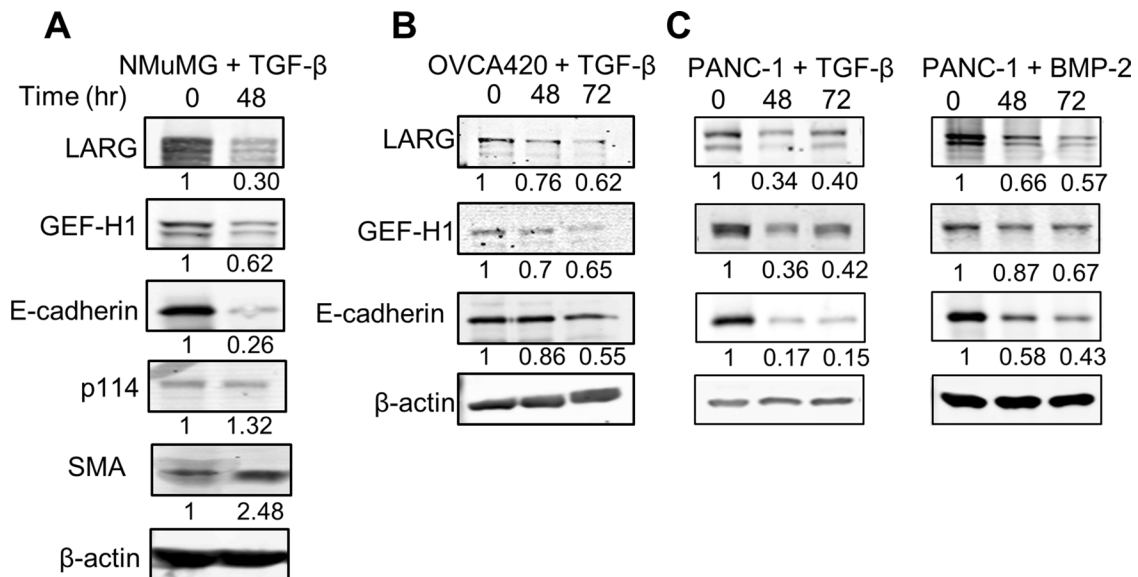 A
NMuMG + TGF-β
Time (hr) 0 48
LARG
1 0.30
GEF-H1
1 0.62
E-cadherin
1 0.26
p114
1 1.32
SMA
1 2.48
β-actin
B
OVCA420 + TGF-β
0 48 72
LARG
1 0.76 0.62
GEF-H1
1 0.7 0.65
E-cadherin
1 0.86 0.55
β-actin
C
PANC-1 + TGF-β
0 48 72
1 0.34 0.40
1 0.36 0.42
1 0.17 0.15
PANC-1 + BMP-2
0 48 72
1 0.66 0.57
1 0.87 0.67
1 0.58 0.43